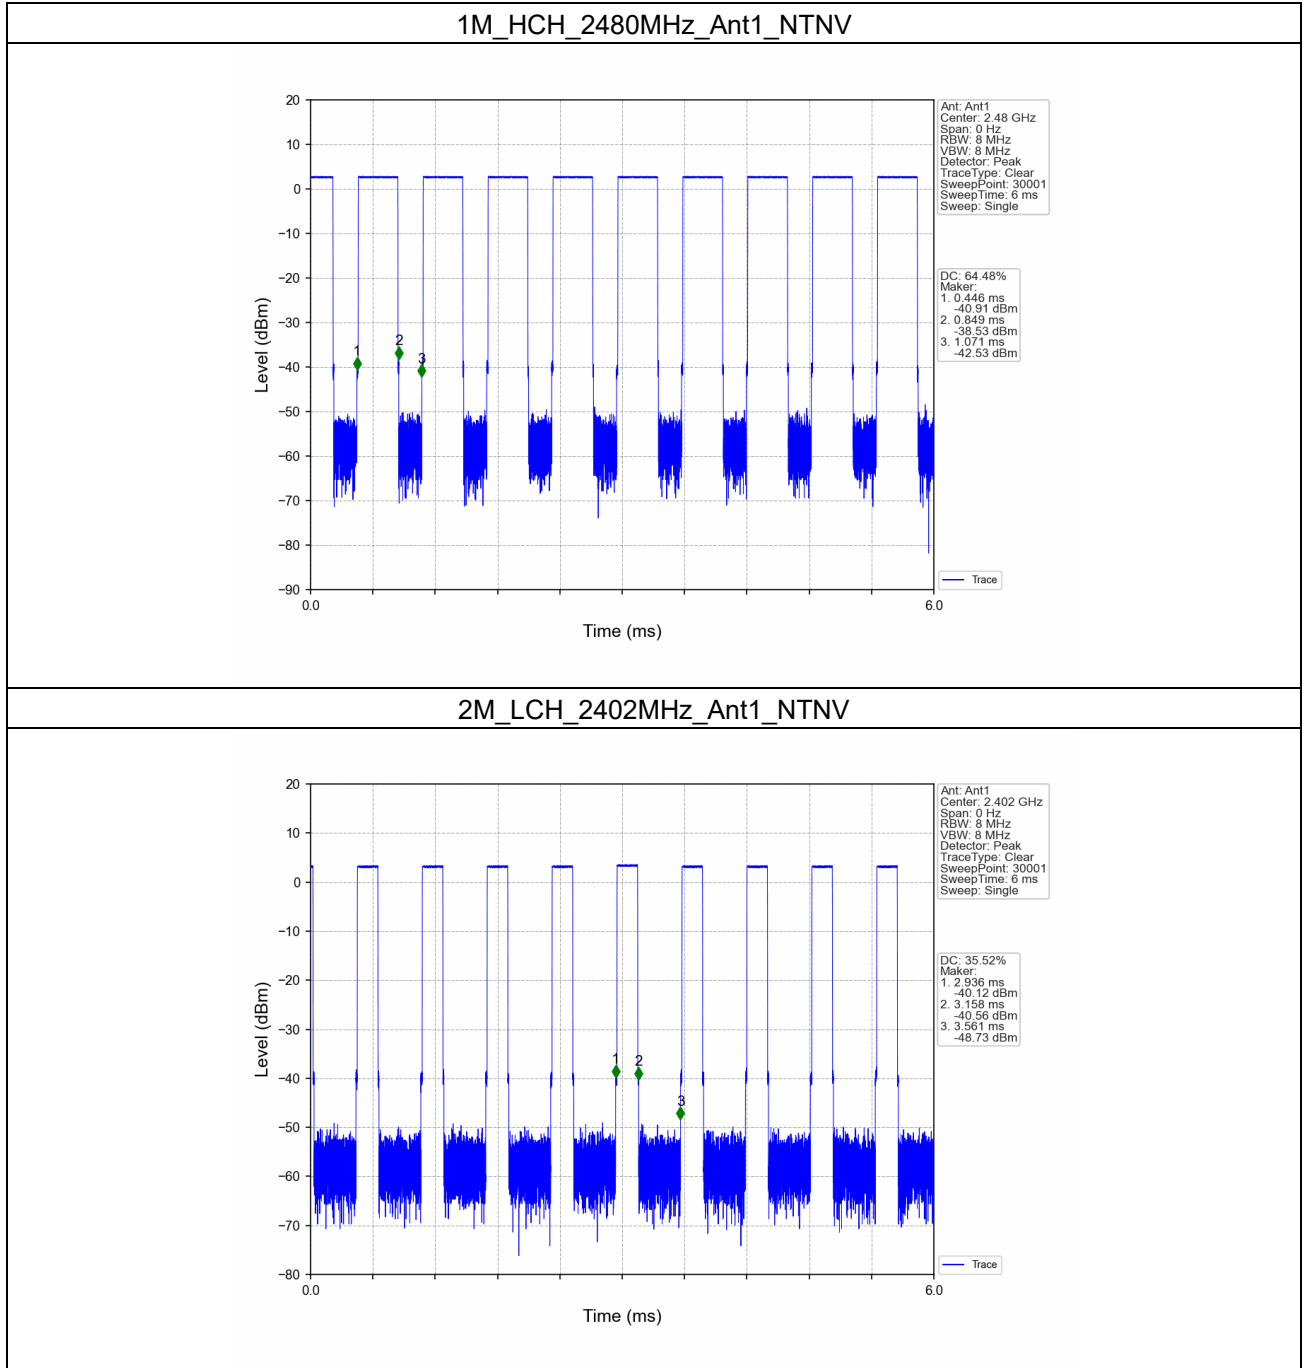 1M_HCH_2480MHz_Ant1_NTNV
20
10
0
−10
−20
−30
−40
−50
−60
−70
−80
−90
Level (dBm)
0.0
6.0
Time (ms)
1
2
3
Ant: Ant1
Center: 2.48 GHz
Span: 0 Hz
RBW: 8 MHz
VBW: 8 MHz
Detector: Peak
TraceType: Clear
SweepPoint: 30001
SweepTime: 6 ms
Sweep: Single
DC: 64.48%
Maker:
1. 0.446 ms
-40.91 dBm
2. 0.849 ms
-38.53 dBm
3. 1.071 ms
-42.53 dBm
Trace
2M_LCH_2402MHz_Ant1_NTNV
20
10
0
−10
−20
−30
−40
−50
−60
−70
−80
Level (dBm)
0.0
6.0
Time (ms)
1
2
3
Ant: Ant1
Center: 2.402 GHz
Span: 0 Hz
RBW: 8 MHz
VBW: 8 MHz
Detector: Peak
TraceType: Clear
SweepPoint: 30001
SweepTime: 6 ms
Sweep: Single
DC: 35.52%
Maker:
1. 2.936 ms
-40.12 dBm
2. 3.158 ms
-40.56 dBm
3. 3.561 ms
-48.73 dBm
Trace